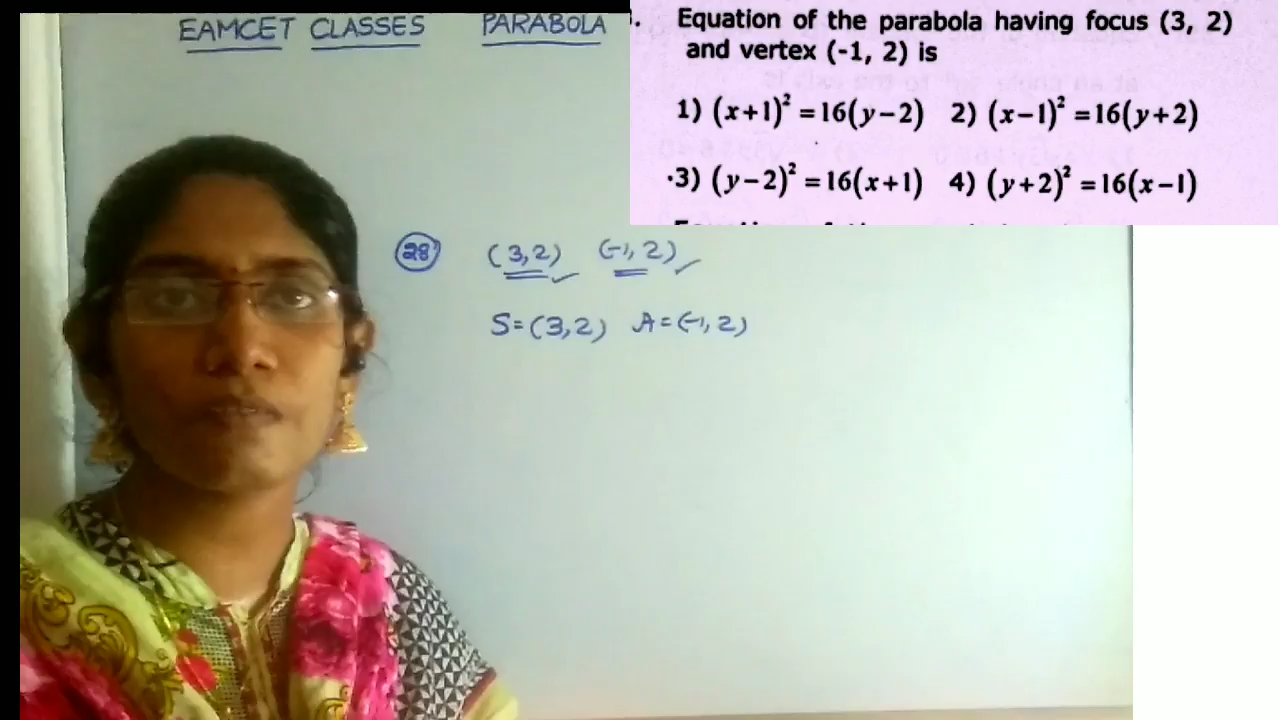 EAMCET CLASSES PARABOLA
. Equation of the parabola having focus (3, 2)
and vertex (-1, 2) is
1) (x+1)² =16(y−2) 2) (x−1)² =16(y+2)
·3) (y−2)² =16(x+1) 4) (y+2)² =16(x−1)
28 (3,2) (-1, 2)
S=(3,2) A=(-1,2)